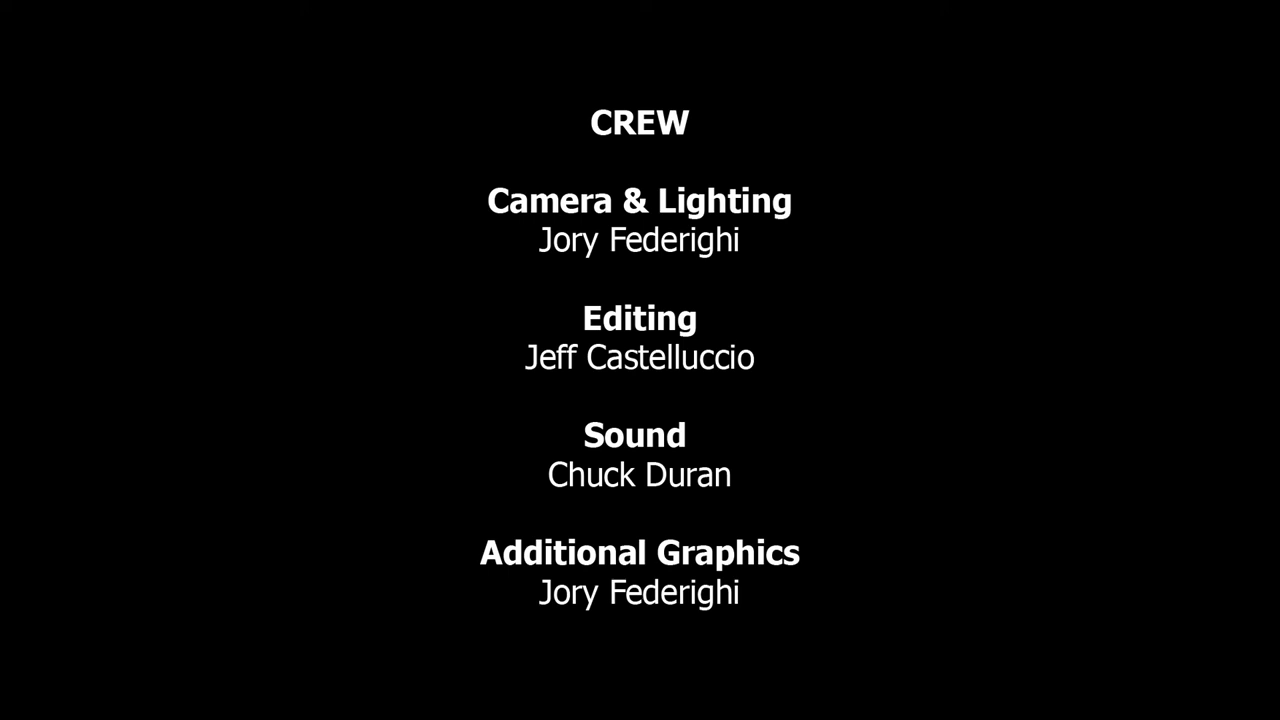 CREW
Camera & Lighting
Jory Federighi
Editing
Jeff Castelluccio
Sound
Chuck Duran
Additional Graphics
Jory Federighi